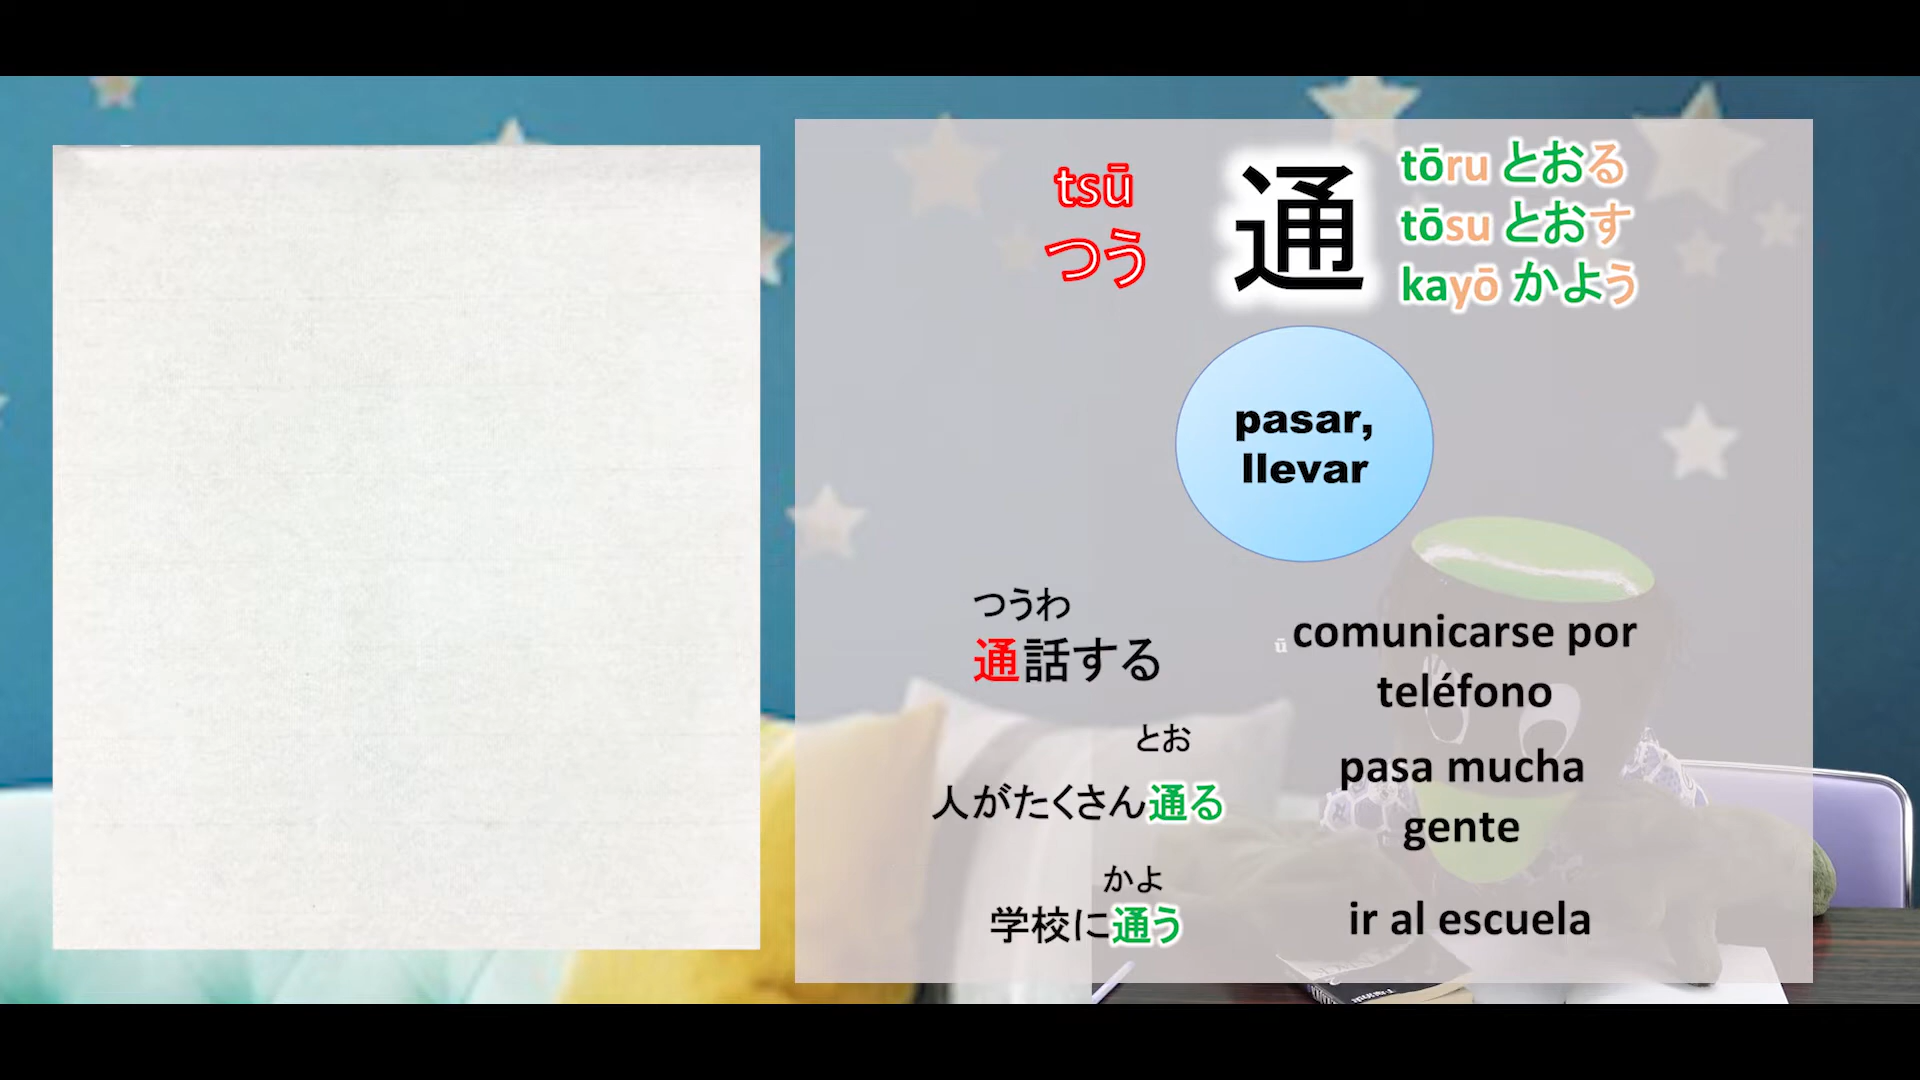 tsū
つう
通
tōru とおる
tōsu とおす
kayō かよう
pasar,
llevar
つうわ
通話する
ū
comunicarse por
teléfono
とお
人がたくさん通る
pasa mucha
gente
かよ
学校に通う
ir al escuela